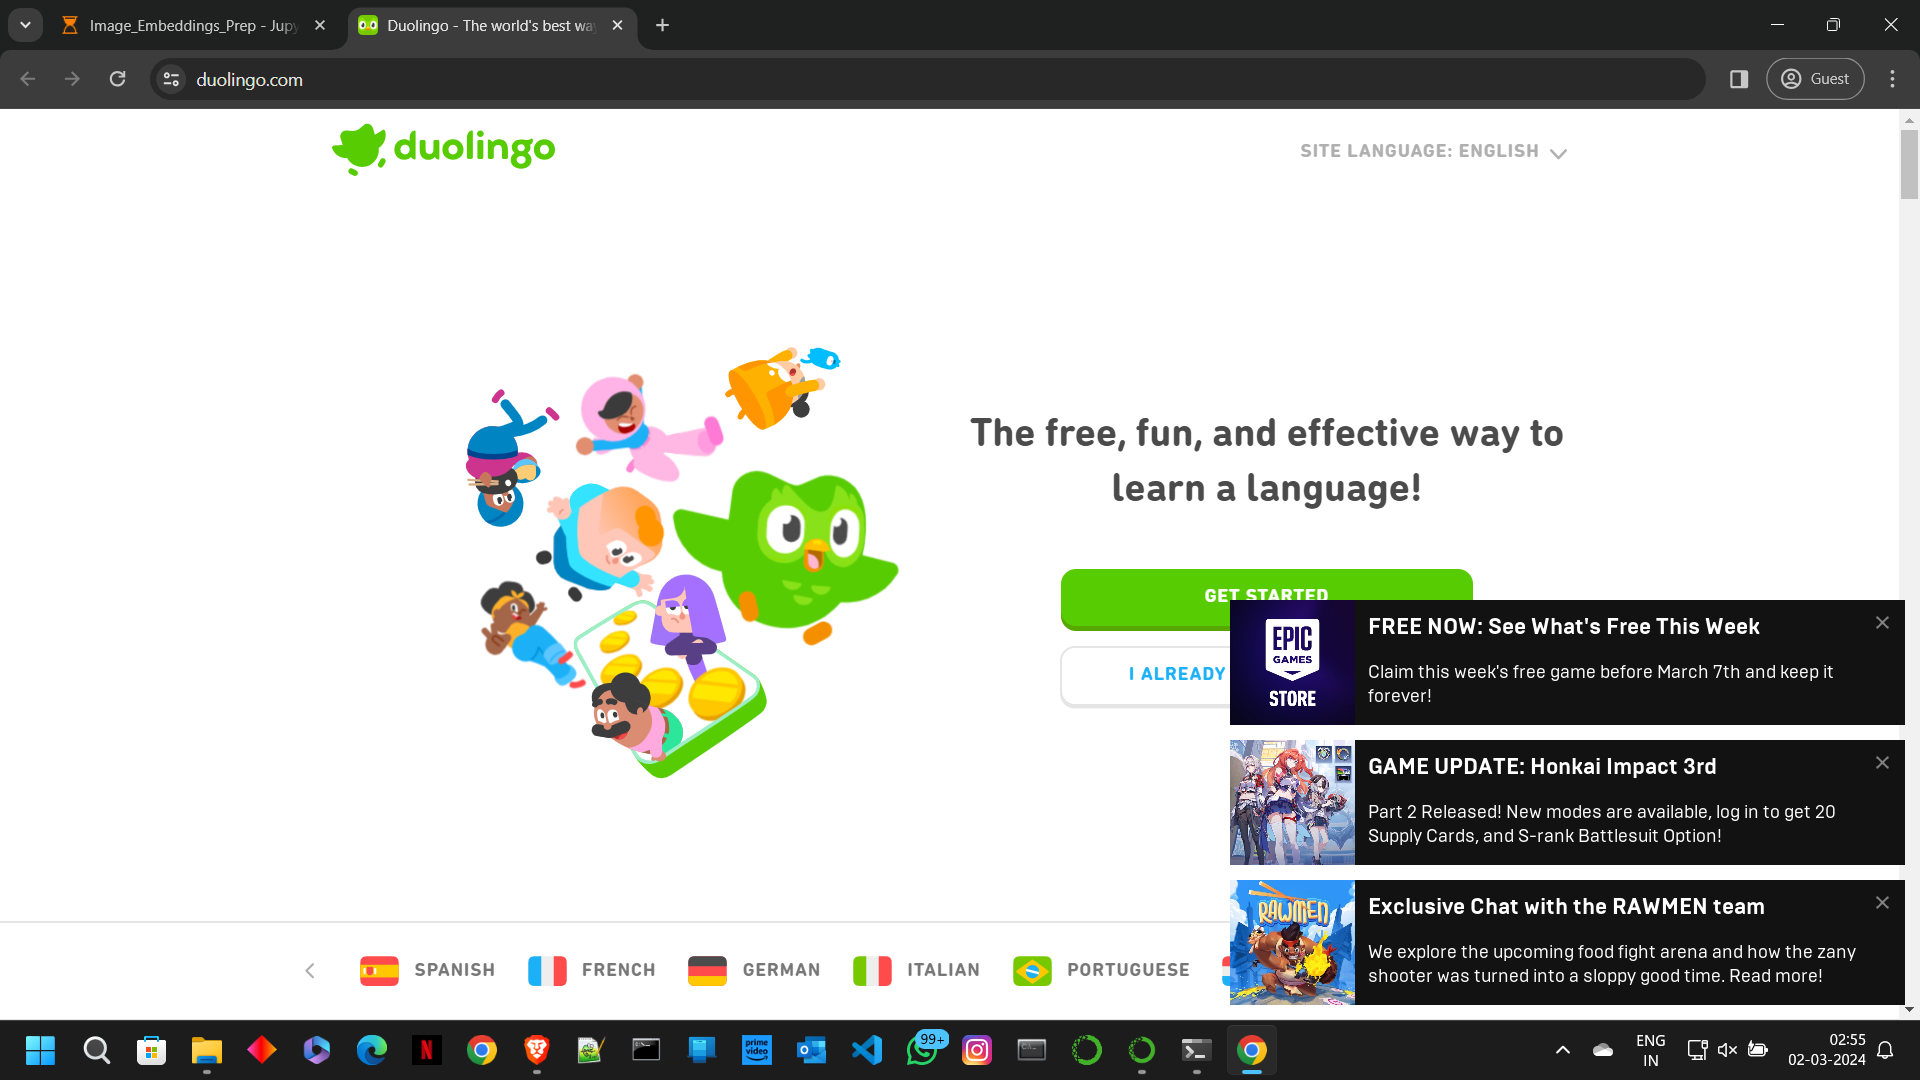 Image_Embeddings_Prep - Jupy
Duolingo - The world's best wa
duolingo.com
Guest
duolingo
SITE LANGUAGE: ENGLISH
The free, fun, and effective way to
learn a language!
GET STARTED
I ALREADY
EPIC
GAMES
STORE
FREE NOW: See What's Free This Week
Claim this week's free game before March 7th and keep it
forever!
GAME UPDATE: Honkai Impact 3rd
Part 2 Released! New modes are available, log in to get 20
Supply Cards, and S-rank Battlesuit Option!
RAWMEN
Exclusive Chat with the RAWMEN team
We explore the upcoming food fight arena and how the zany
shooter was turned into a sloppy good time. Read more!
SPANISH
FRENCH
GERMAN
ITALIAN
PORTUGUESE
N
prime
video
99+
ENG
IN
02:55
02-03-2024